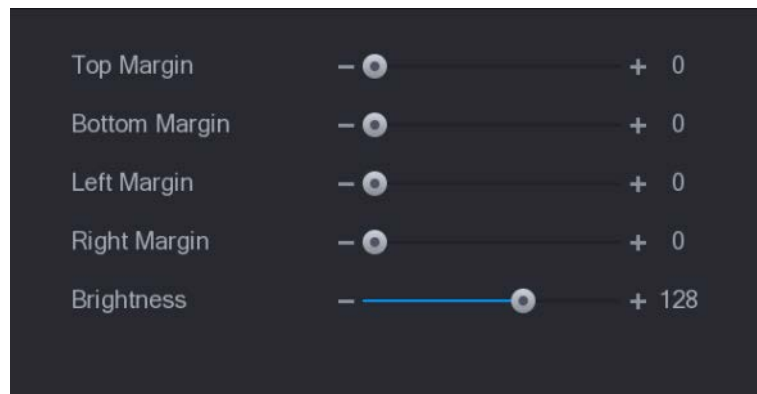 Top Margin − + 0
Bottom Margin − + 0
Left Margin − + 0
Right Margin − + 0
Brightness − + 128